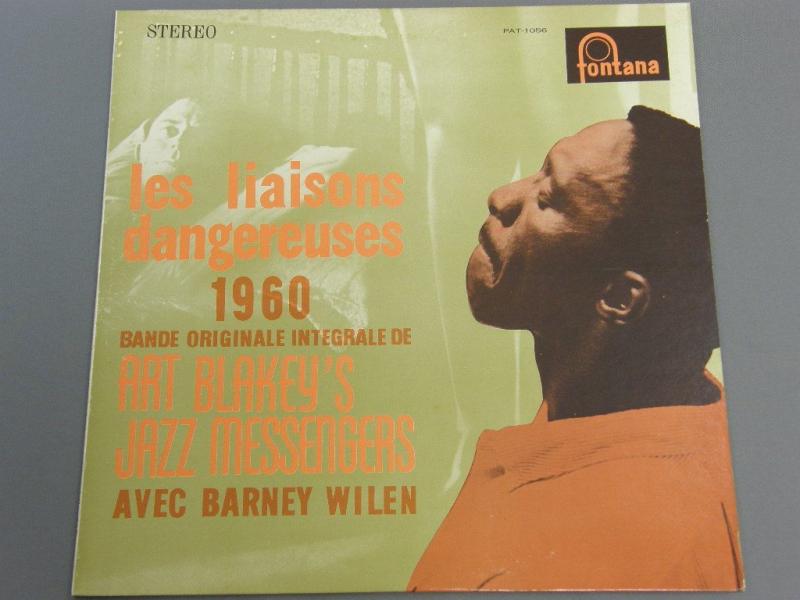 STEREO
PAT-1056
fontana
les liaisons
dangereuses
1960
BANDE ORIGINALE INTEGRALE DE
ART BLAKEY'S
JAZZ MESSENGERS
AVEC BARNEY WILEN